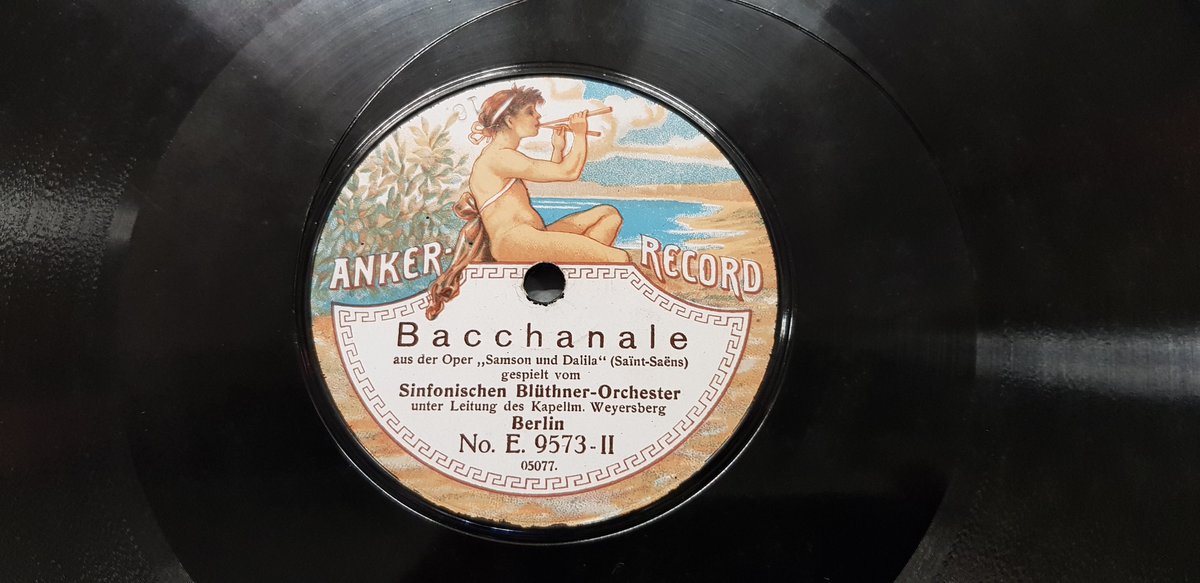 ANKER-RECORD
Bacchanale
aus der Oper „Samson und Dalila“ (Saïnt-Saëns)
gespielt vom
Sinfonischen Blüthner-Orchester
unter Leitung des Kapellm. Weyersberg
Berlin
No. E. 9573-II
05077.